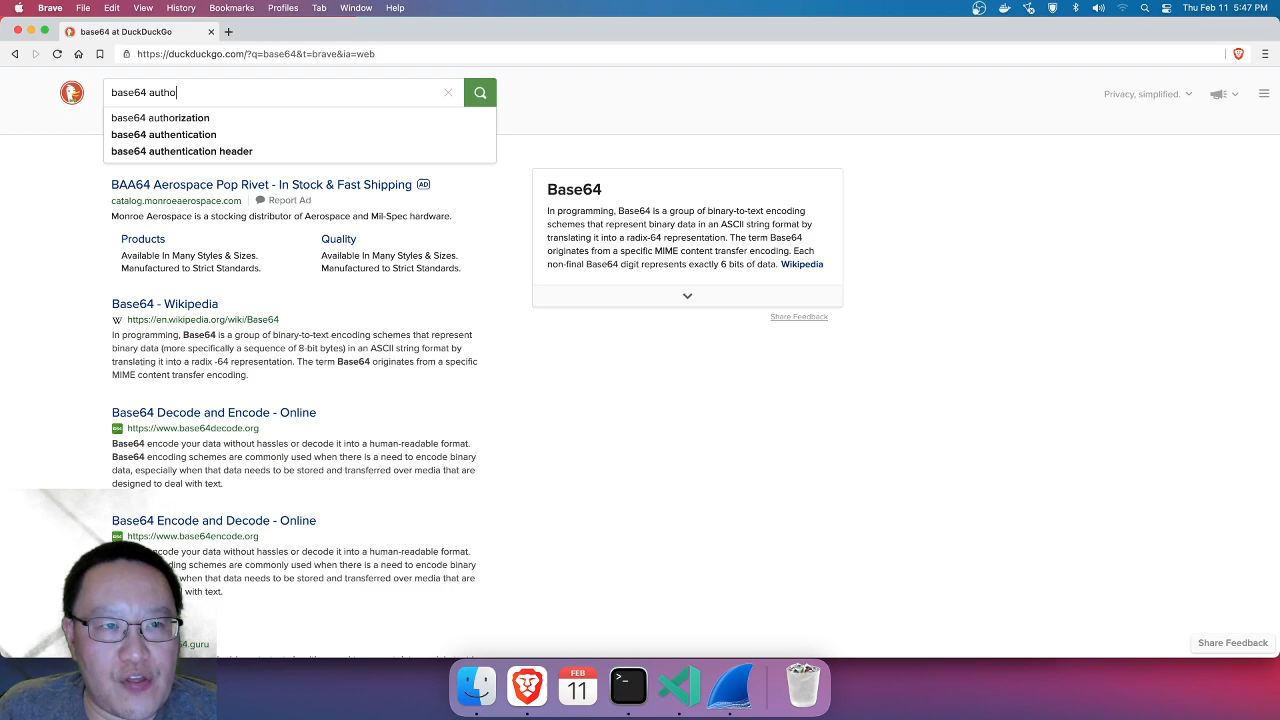 Brave File Edit View History Bookmarks Profiles Tab Window Help Thu Feb 11 5:47 PM
base64 at DuckDuckGo
https://duckduckgo.com/?q=base64&t=brave&ia=web
base64 autho
Privacy, simplified.
base64 authorization
base64 authentication
base64 authentication header
BAA64 Aerospace Pop Rivet - In Stock & Fast Shipping AD
catalog.monroeaerospace.com Report Ad
Monroe Aerospace is a stocking distributor of Aerospace and Mil-Spec hardware.
Products
Available In Many Styles & Sizes.
Manufactured to Strict Standards.
Quality
Available In Many Styles & Sizes.
Manufactured to Strict Standards.
Base64 - Wikipedia
W https://en.wikipedia.org/wiki/Base64
In programming, Base64 is a group of binary-to-text encoding schemes that represent
binary data (more specifically a sequence of 8-bit bytes) in an ASCII string format by
translating it into a radix -64 representation. The term Base64 originates from a specific
MIME content transfer encoding.
Base64 Decode and Encode - Online
https://www.base64decode.org
Base64 encode your data without hassles or decode it into a human-readable format.
Base64 encoding schemes are commonly used when there is a need to encode binary
data, especially when that data needs to be stored and transferred over media that are
designed to deal with text.
Base64 Encode and Decode - Online
https://www.base64encode.org
encode your data without hassles or decode it into a human-readable format.
schemes are commonly used when there is a need to encode binary
when that data needs to be stored and transferred over media that are
with text.
.guru
Base64
In programming, Base64 is a group of binary-to-text encoding
schemes that represent binary data in an ASCII string format by
translating it into a radix-64 representation. The term Base64
originates from a specific MIME content transfer encoding. Each
non-final Base64 digit represents exactly 6 bits of data. Wikipedia
Share Feedback
Share Feedback
FEB
11
>_